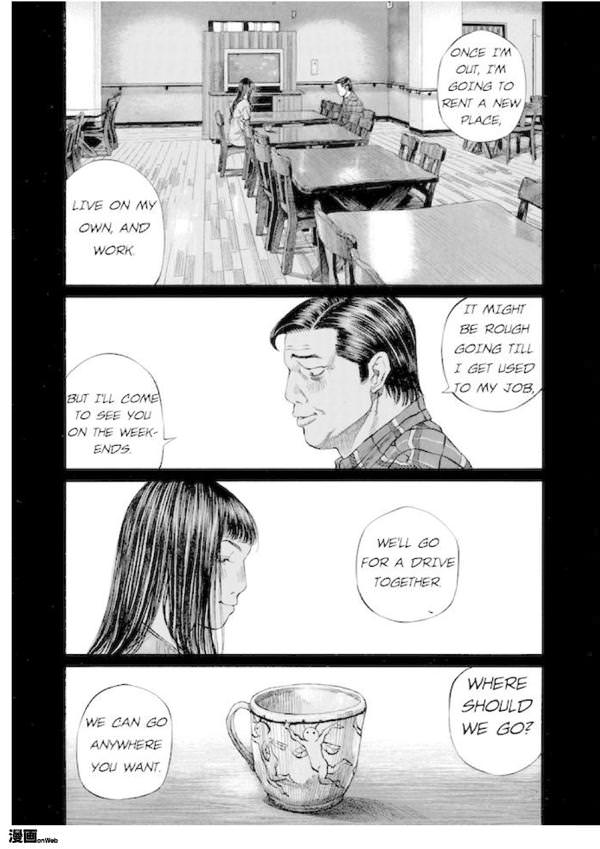 ONCE I'M
OUT, I'M
GOING TO
RENT A NEW
PLACE,
LIVE ON MY
OWN, AND
WORK.
IT MIGHT
BE ROUGH
GOING TILL
I GET USED
TO MY JOB,
BUT I'LL COME
TO SEE YOU
ON THE WEEK-
ENDS.
WE'LL GO
FOR A DRIVE
TOGETHER.
WHERE
SHOULD
WE GO?
WE CAN GO
ANYWHERE
YOU WANT.
漫画onWeb